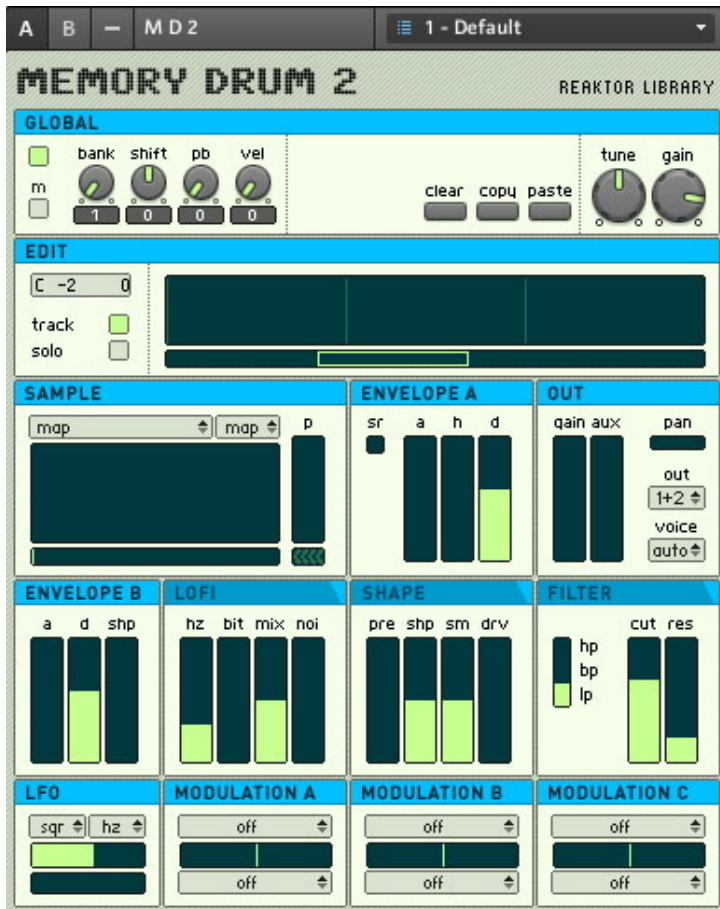 A B – MD2 1 - Default
MEMORY DRUM 2
REAKTOR LIBRARY
GLOBAL
bank shift pb vel tune gain
m clear copy paste
1 0 0 0
EDIT
C -2 0
track
solo
SAMPLE ENVELOPE A OUT
map map p sr a h d gain aux pan
out
1+2
voice
auto
ENVELOPE B LOFI SHAPE FILTER
a d shp hz bit mix noi pre shp sm drv cut res
hp
bp
lp
LFO MODULATION A MODULATION B MODULATION C
sqr hz off off off
off off off